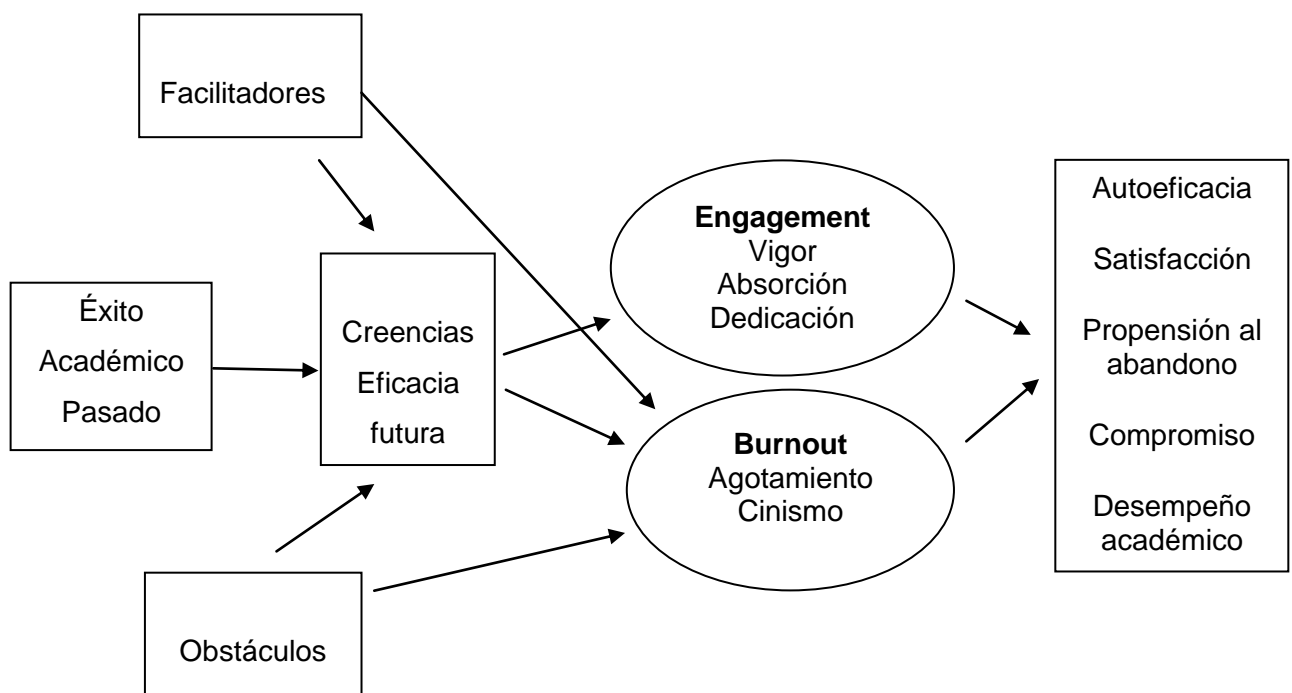 Facilitadores
Éxito
Académico
Pasado
Creencias
Eficacia
futura
Obstáculos
Engagement
Vigor
Absorción
Dedicación
Burnout
Agotamiento
Cinismo
Autoeficacia
Satisfacción
Propensión al
abandono
Compromiso
Desempeño
académico